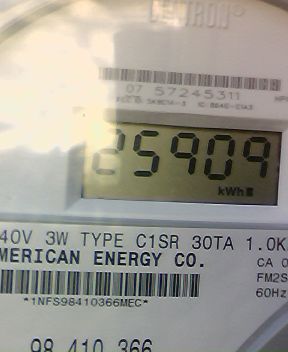 07 57245311
25909
kWh
40V 3W TYPE C1SR 30TA 1.0K
MERICAN ENERGY CO.
CA 0
FM2S
*1NFS98410366MEC*
60Hz
98 410 366